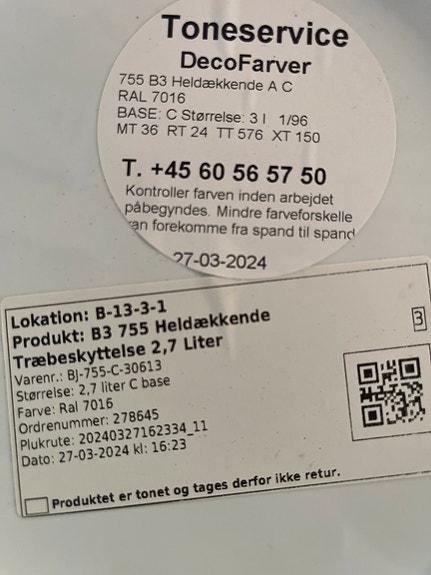 Toneservice
DecoFarver
755 B3 Heldækkende A C
RAL 7016
BASE: C Størrelse: 3 l 1/96
MT 36 RT 24 TT 576 XT 150
T. +45 60 56 57 50
Kontroller farven inden arbejdet
påbegyndes. Mindre farveforskelle
kan forekomme fra spand til spand
27-03-2024
Lokation: B-13-3-1
Produkt: B3 755 Heldækkende
Træbeskyttelse 2,7 Liter
Varenr.: BJ-755-C-30613
Størrelse: 2,7 liter C base
Farve: Ral 7016
Ordrenummer: 278645
Plukrute: 20240327162334_11
Dato: 27-03-2024 kl: 16:23
3
Produktet er tonet og tages derfor ikke retur.